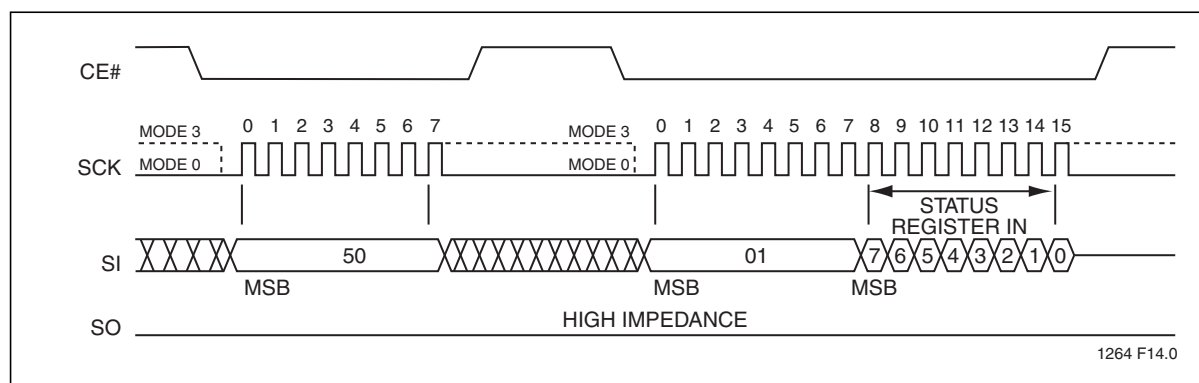 CE#
0 1 2 3 4 5 6 7
0 1 2 3 4 5 6 7 8 9 10 11 12 13 14 15
MODE 3
MODE 3
SCK
MODE 0
MODE 0
STATUS
REGISTER IN
SI
50
01
7 6 5 4 3 2 1 0
MSB
MSB
MSB
SO
HIGH IMPEDANCE
1264 F14.0